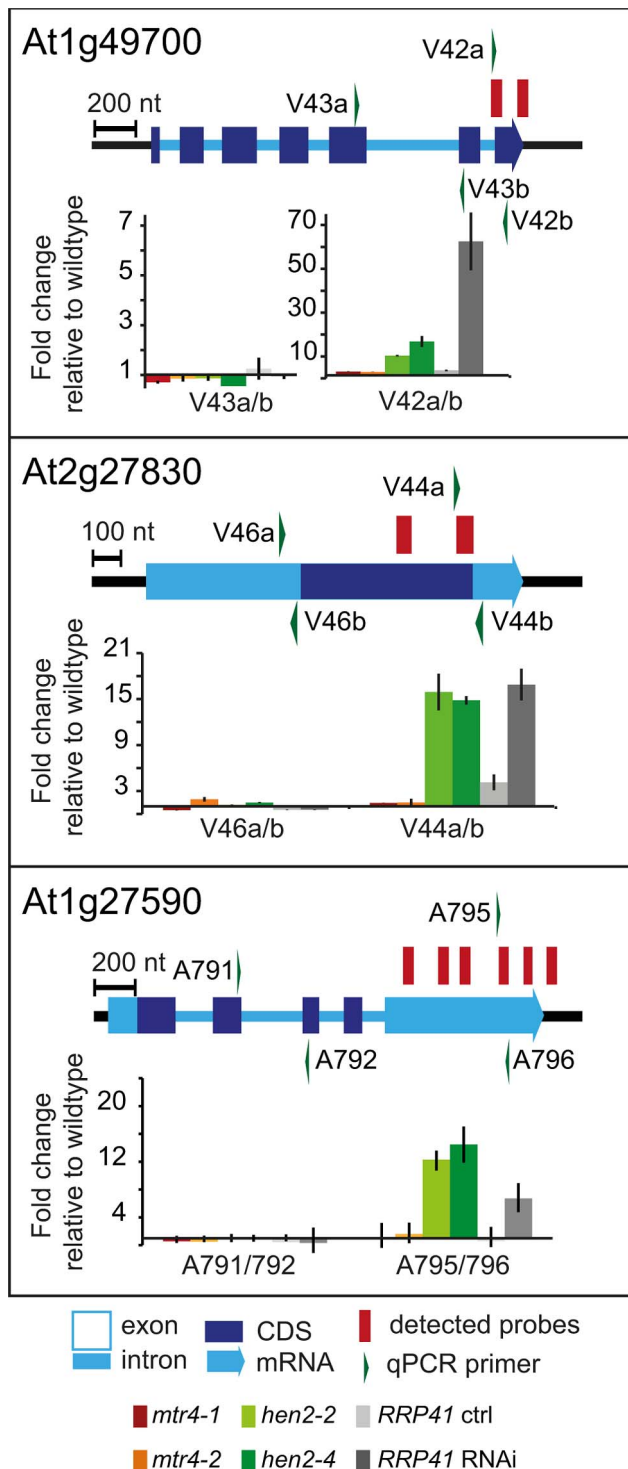 At1g49700
V42a
200 nt
V43a
V43b
V42b
Fold change
relative to wildtype
7
5
3
1
70
50
30
10
V43a/b
V42a/b
At2g27830
V44a
100 nt
V46a
V46b
V44b
Fold change
relative to wildtype
21
15
9
3
V46a/b
V44a/b
At1g27590
A795
200 nt
A791
A792
A796
Fold change
relative to wildtype
20
12
4
A791/792
A795/796
exon CDS detected probes
intron mRNA qPCR primer
mtr4-1 hen2-2 RRP41 ctrl
mtr4-2 hen2-4 RRP41 RNAi